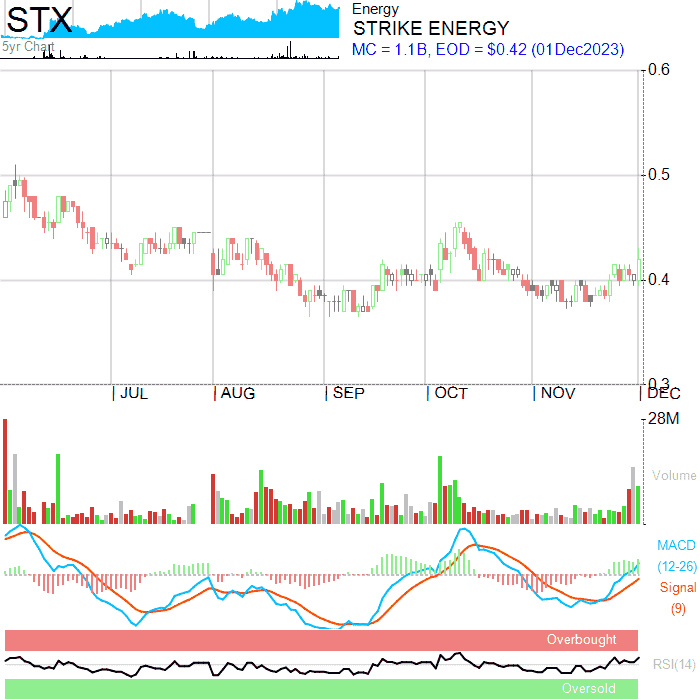 STX
5yr Chart
Energy
STRIKE ENERGY
MC = 1.1B, EOD = $0.42 (01Dec2023)
0.6
0.5
0.4
0.3
JUL AUG SEP OCT NOV DEC
28M
Volume
MACD
(12-26)
Signal
(9)
Overbought
RSI(14)
Oversold